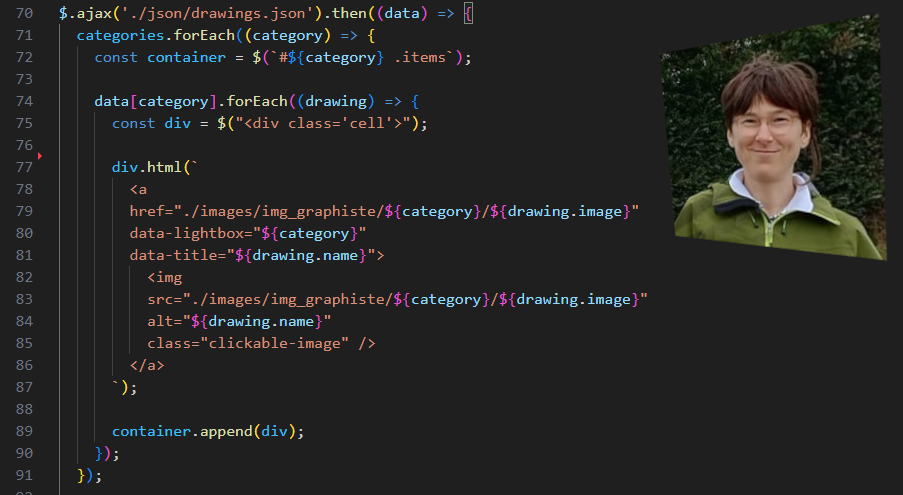 70 $.ajax('./json/drawings.json').then((data) => {
71 categories.forEach((category) => {
72 const container = $(`#${category} .items`);
73
74 data[category].forEach((drawing) => {
75 const div = $("<div class='cell'>");
76
77 div.html(`
78 <a
79 href="./images/img_graphiste/${category}/${drawing.image}"
80 data-lightbox="${category}"
81 data-title="${drawing.name}">
82 <img
83 src="./images/img_graphiste/${category}/${drawing.image}"
84 alt="${drawing.name}"
85 class="clickable-image" />
86 </a>
87 `);
88
89 container.append(div);
90 });
91 });